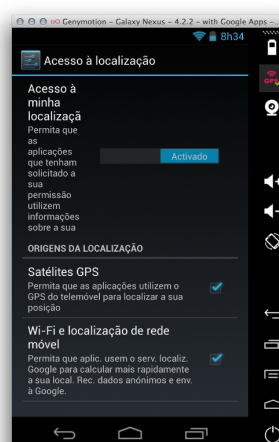 Genymotion – Galaxy Nexus – 4.2.2 – with Google Apps –...
8h34
Acesso à localização
Acesso à
minha
localizaçã
Permita que
as
aplicações
que tenham
solicitado a
sua
permissão
utilizem
informações
sobre a sua
Activado
ORIGENS DA LOCALIZAÇÃO
Satélites GPS
Permita que as aplicações utilizem o
GPS do telemóvel para localizar a sua
posição
Wi-Fi e localização de rede
móvel
Permita que aplic. usem o serv. localiz.
Google para calcular mais rapidamente
a sua local. Rec. dados anónimos e env.
à Google.
GPS